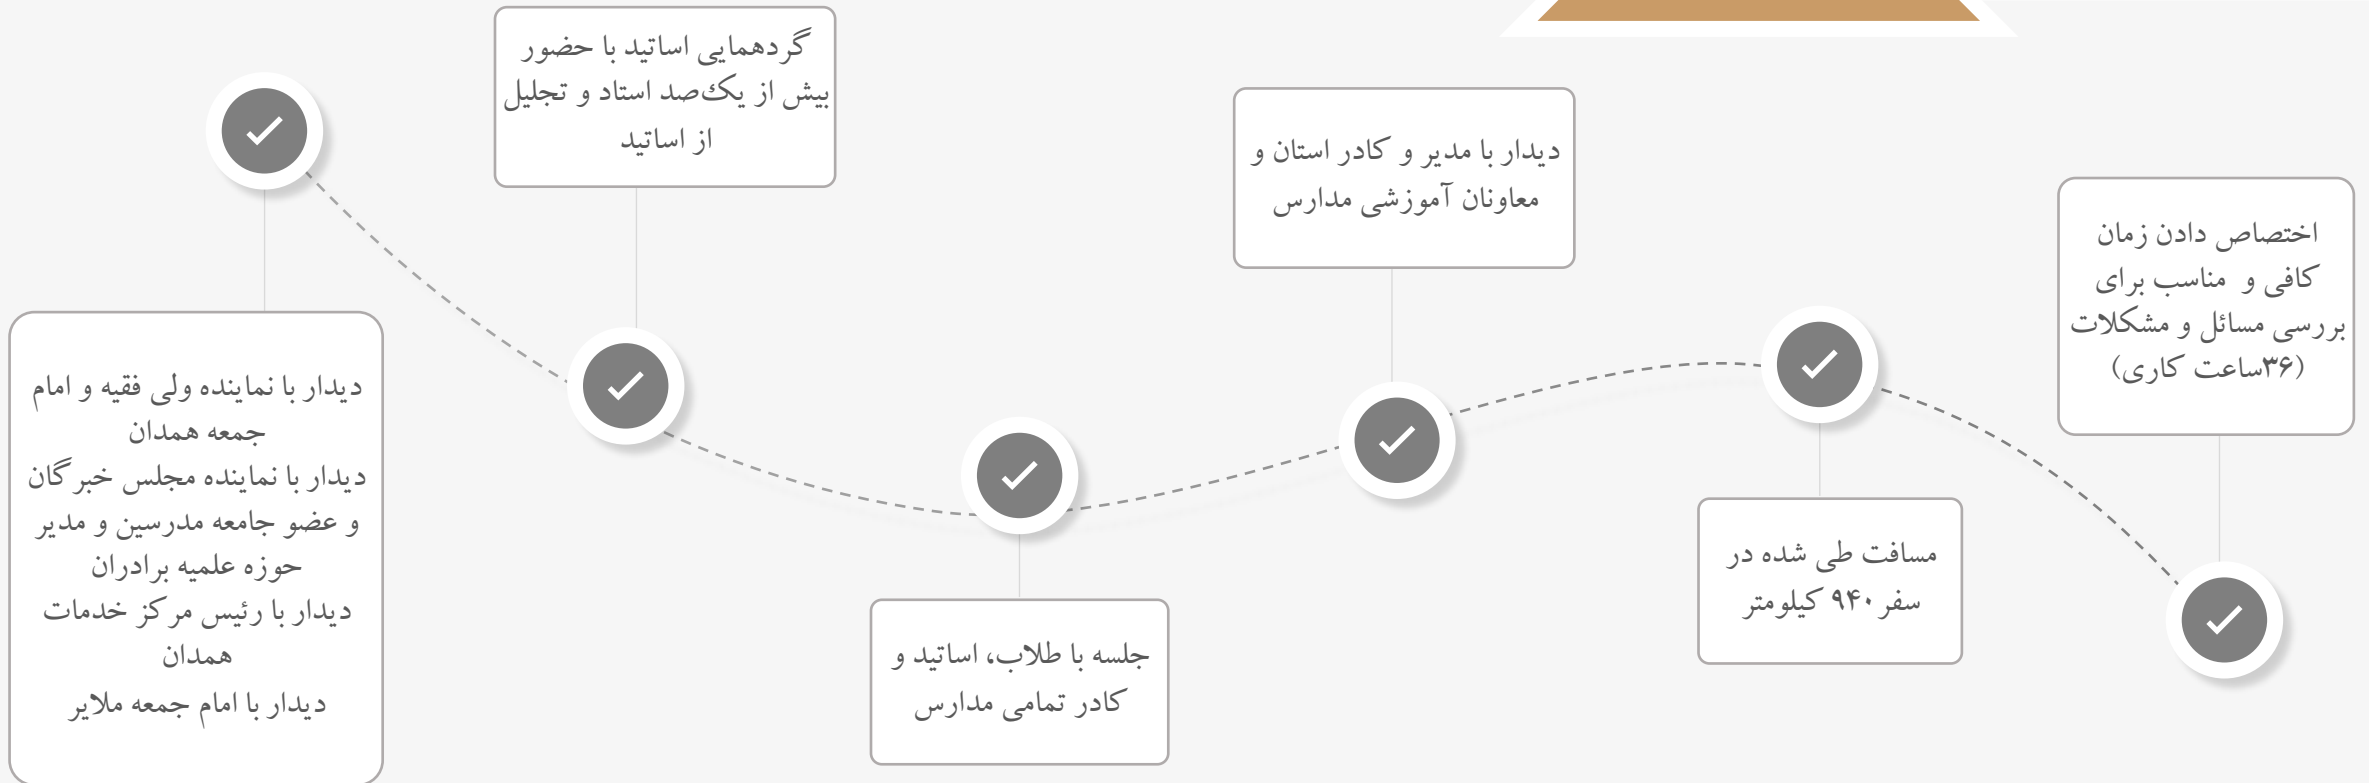 اختصاص دادن زمان
کافی و مناسب برای
بررسی مسائل و مشکلات
(۳۶ساعت کاری)
مسافت طی شده در
سفر ۹۴۰ کیلومتر
دیدار با مدیر و کادر استان و
معاونان آموزشی مدارس
جلسه با طلاب، اساتید و
کادر تمامی مدارس
گردهمایی اساتید با حضور
بیش از یک‌صد استاد و تجلیل
از اساتید
دیدار با نماینده ولی فقیه و امام
جمعه همدان
دیدار با نماینده مجلس خبرگان
و عضو جامعه مدرسین و مدیر
حوزه علمیه برادران
دیدار با رئیس مرکز خدمات
همدان
دیدار با امام جمعه ملایر